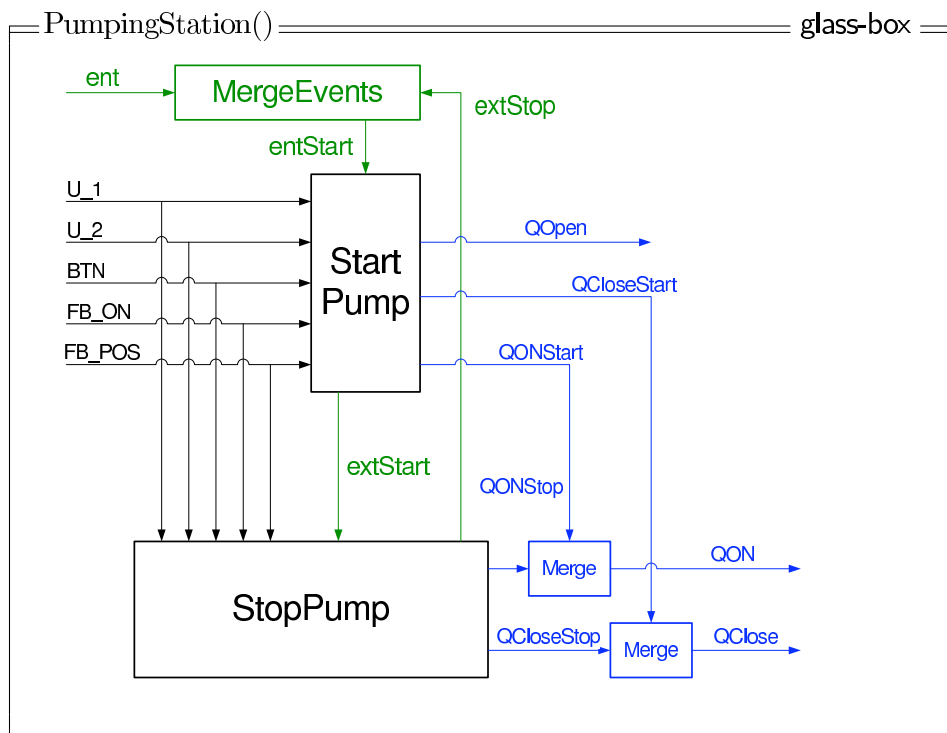 PumpingStation()
glass-box
ent
MergeEvents
extStop
entStart
U_1
U_2
BTN
FB_ON
FB_POS
Start
Pump
QOpen
QCloseStart
QONStart
extStart
QONStop
StopPump
Merge
QON
QCloseStop
Merge
QClose